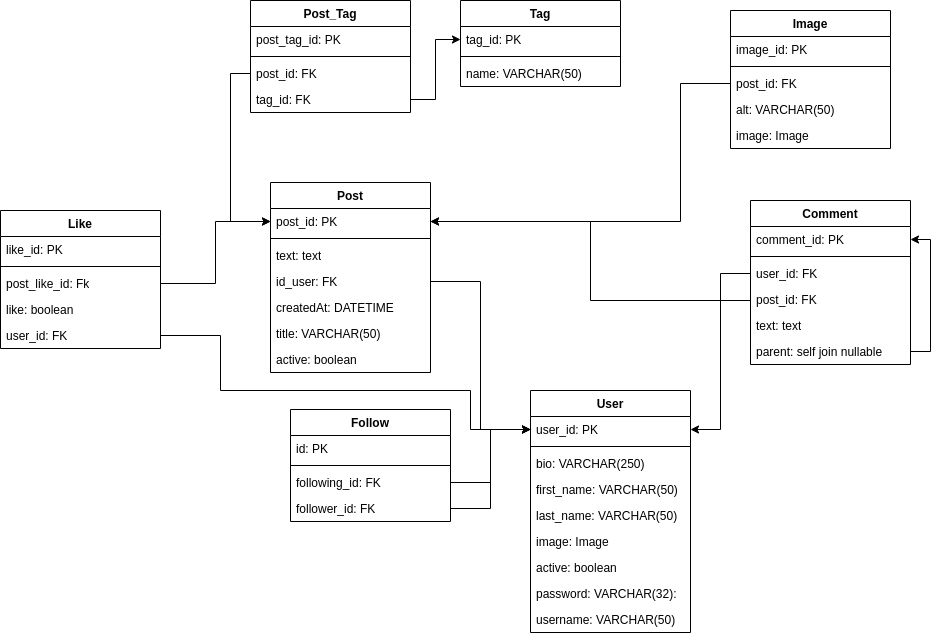 Post_Tag
post_tag_id: PK
post_id: FK
tag_id: FK
Tag
tag_id: PK
name: VARCHAR(50)
Image
image_id: PK
post_id: FK
alt: VARCHAR(50)
image: Image
Like
like_id: PK
post_like_id: Fk
like: boolean
user_id: FK
Post
post_id: PK
text: text
id_user: FK
createdAt: DATETIME
title: VARCHAR(50)
active: boolean
Comment
comment_id: PK
user_id: FK
post_id: FK
text: text
parent: self join nullable
Follow
id: PK
following_id: FK
follower_id: FK
User
user_id: PK
bio: VARCHAR(250)
first_name: VARCHAR(50)
last_name: VARCHAR(50)
image: Image
active: boolean
password: VARCHAR(32):
username: VARCHAR(50)